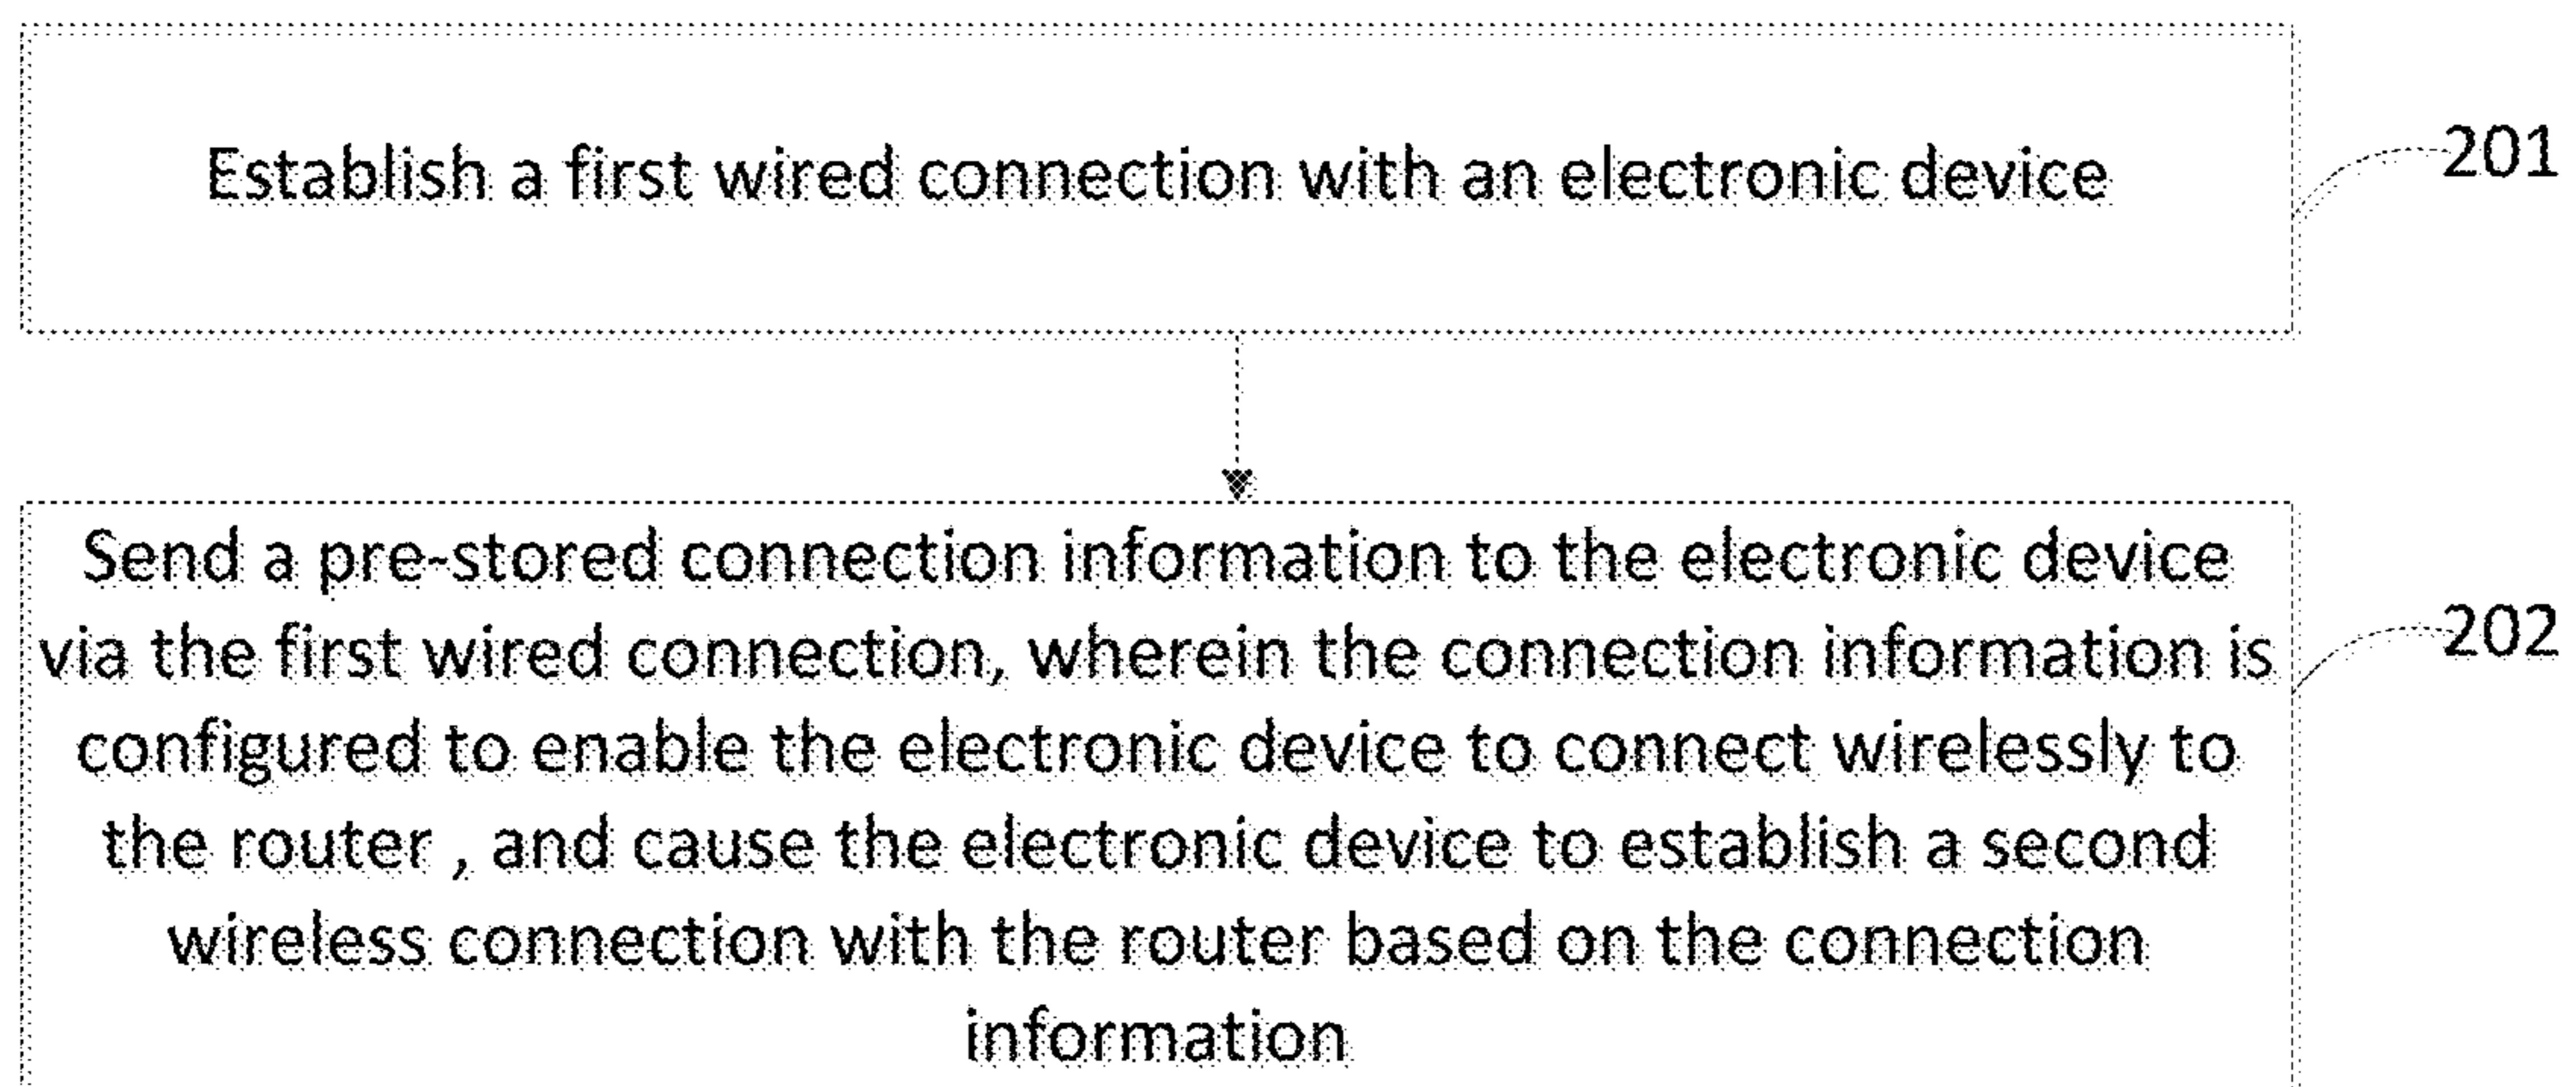 Establish a first wired connection with an electronic device
201
Send a pre-stored connection information to the electronic device
via the first wired connection, wherein the connection information is
configured to enable the electronic device to connect wirelessly to
the router , and cause the electronic device to establish a second
wireless connection with the router based on the connection
information
202